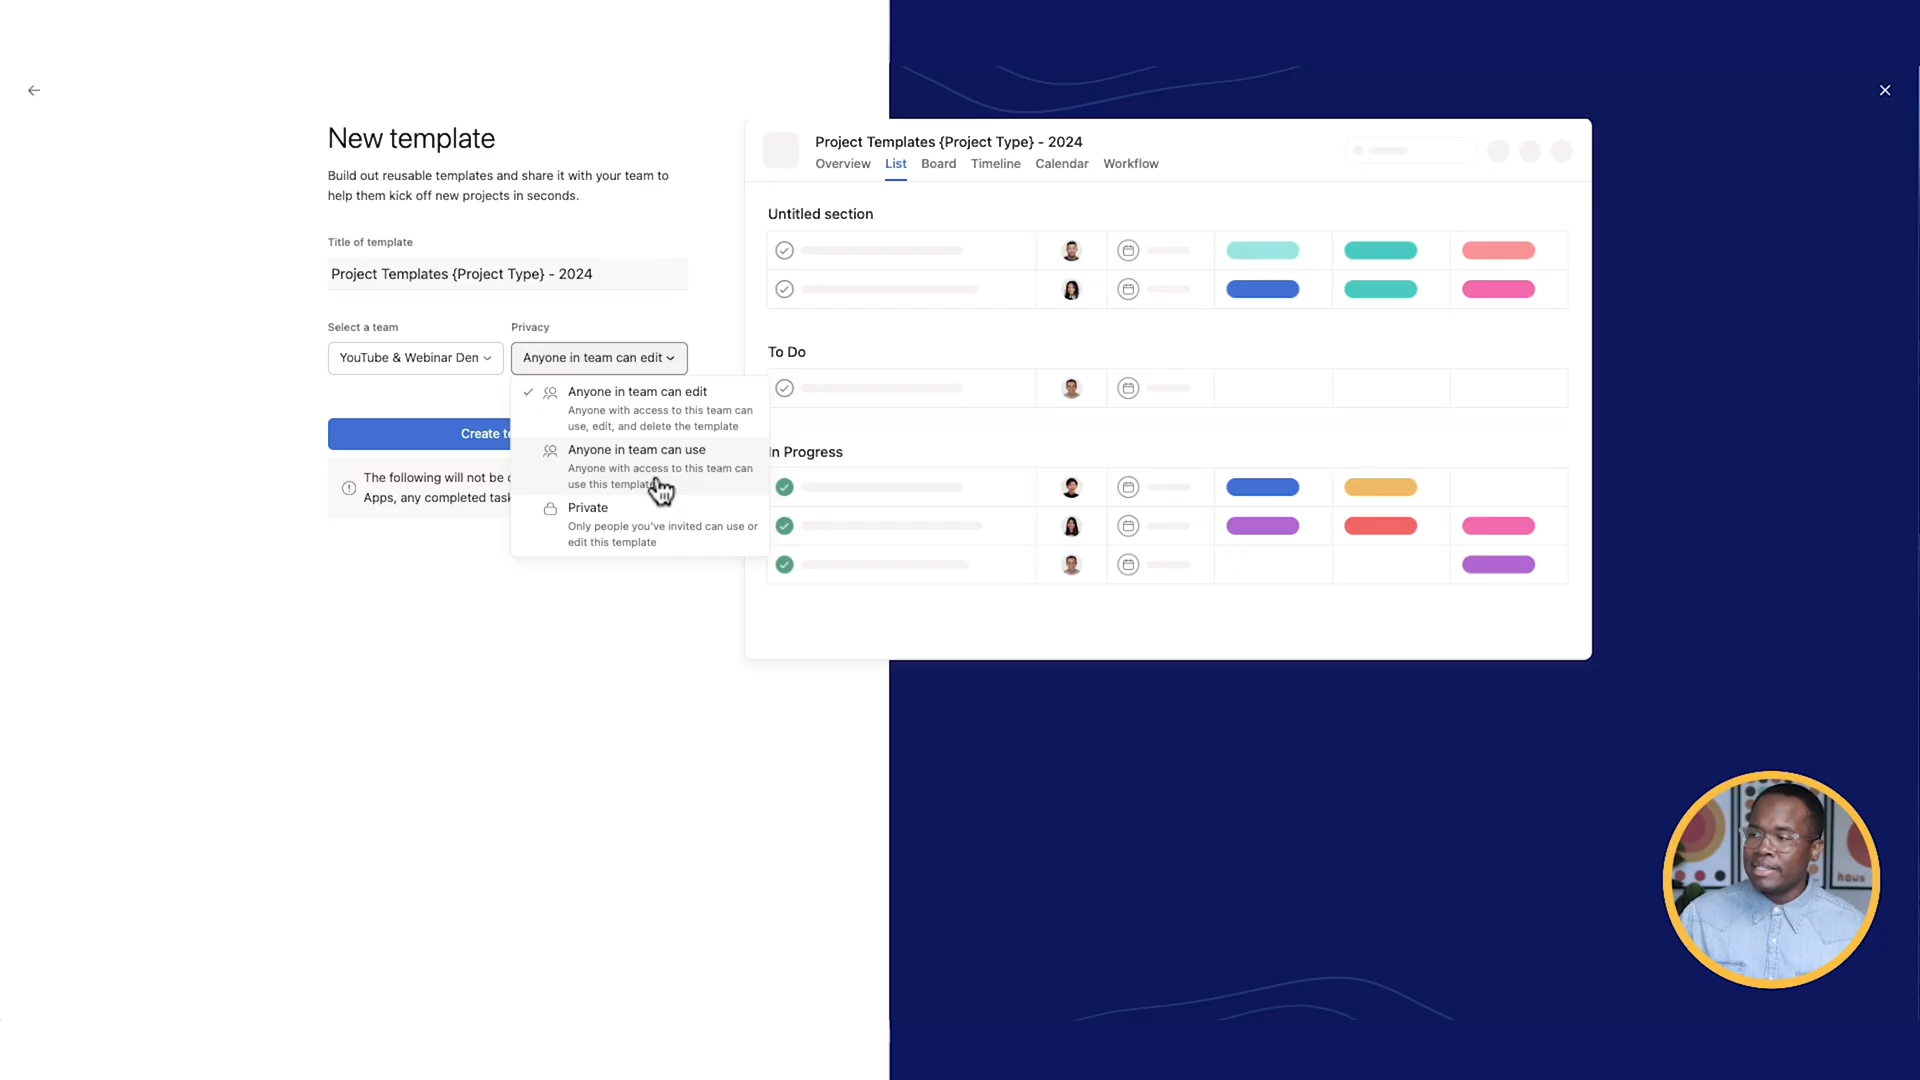 New template
Build out reusable templates and share it with your team to
help them kick off new projects in seconds.
Title of template
Project Templates {Project Type} - 2024
Select a team
Privacy
YouTube & Webinar Den
Anyone in team can edit
Anyone in team can edit
Anyone with access to this team can
use, edit, and delete the template
Anyone in team can use
Anyone with access to this team can
use this template
Private
Only people you've invited can use or
edit this template
Create te
The following will not be c
Apps, any completed task
Project Templates {Project Type} - 2024
Overview List Board Timeline Calendar Workflow
Untitled section
To Do
In Progress
haus